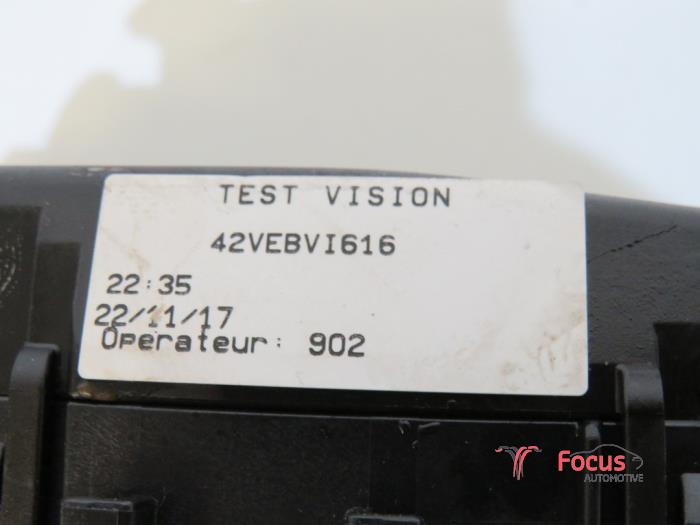 TEST VISION
42VEBVI616
22:35
22/11/17
Operateur: 902
Focus
AUTOMOTIVE